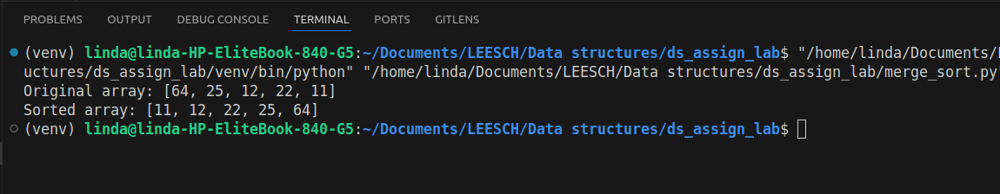 PROBLEMS OUTPUT DEBUG CONSOLE TERMINAL PORTS GITLENS
(venv) linda@linda-HP-EliteBook-840-G5:~/Documents/LEESCH/Data structures/ds_assign_lab$ "/home/linda/Documents/
uctures/ds_assign_lab/venv/bin/python" "/home/linda/Documents/LEESCH/Data structures/ds_assign_lab/merge_sort.py"
Original array: [64, 25, 12, 22, 11]
Sorted array: [11, 12, 22, 25, 64]
(venv) linda@linda-HP-EliteBook-840-G5:~/Documents/LEESCH/Data structures/ds_assign_lab$